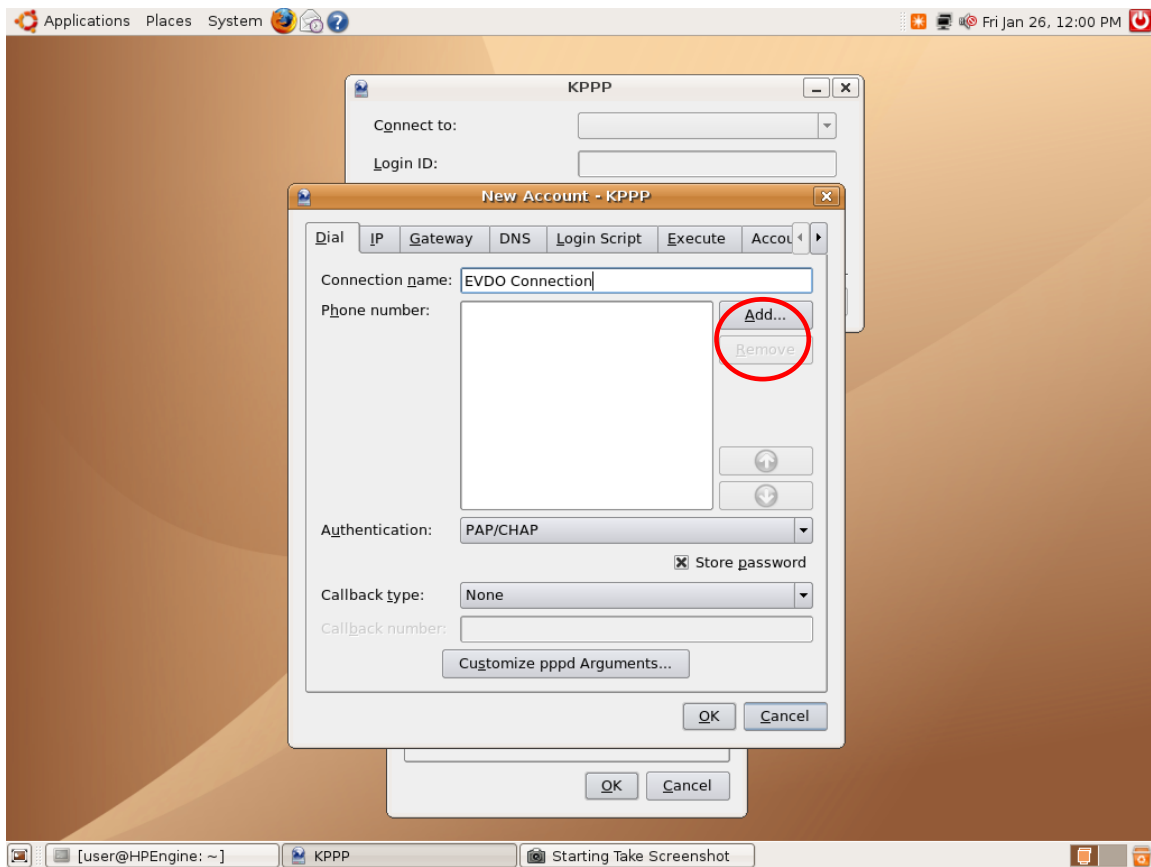 Applications Places System Fri Jan 26, 12:00 PM
KPPP
Connect to:
Login ID:
New Account - KPPP
Dial IP Gateway DNS Login Script Execute Accou
Connection name: EVDO Connection
Phone number: Add...
Remove
Authentication: PAP/CHAP
Store password
Callback type: None
Callback number:
Customize pppd Arguments...
OK Cancel
OK Cancel
[user@HPEngine: ~] KPPP Starting Take Screenshot